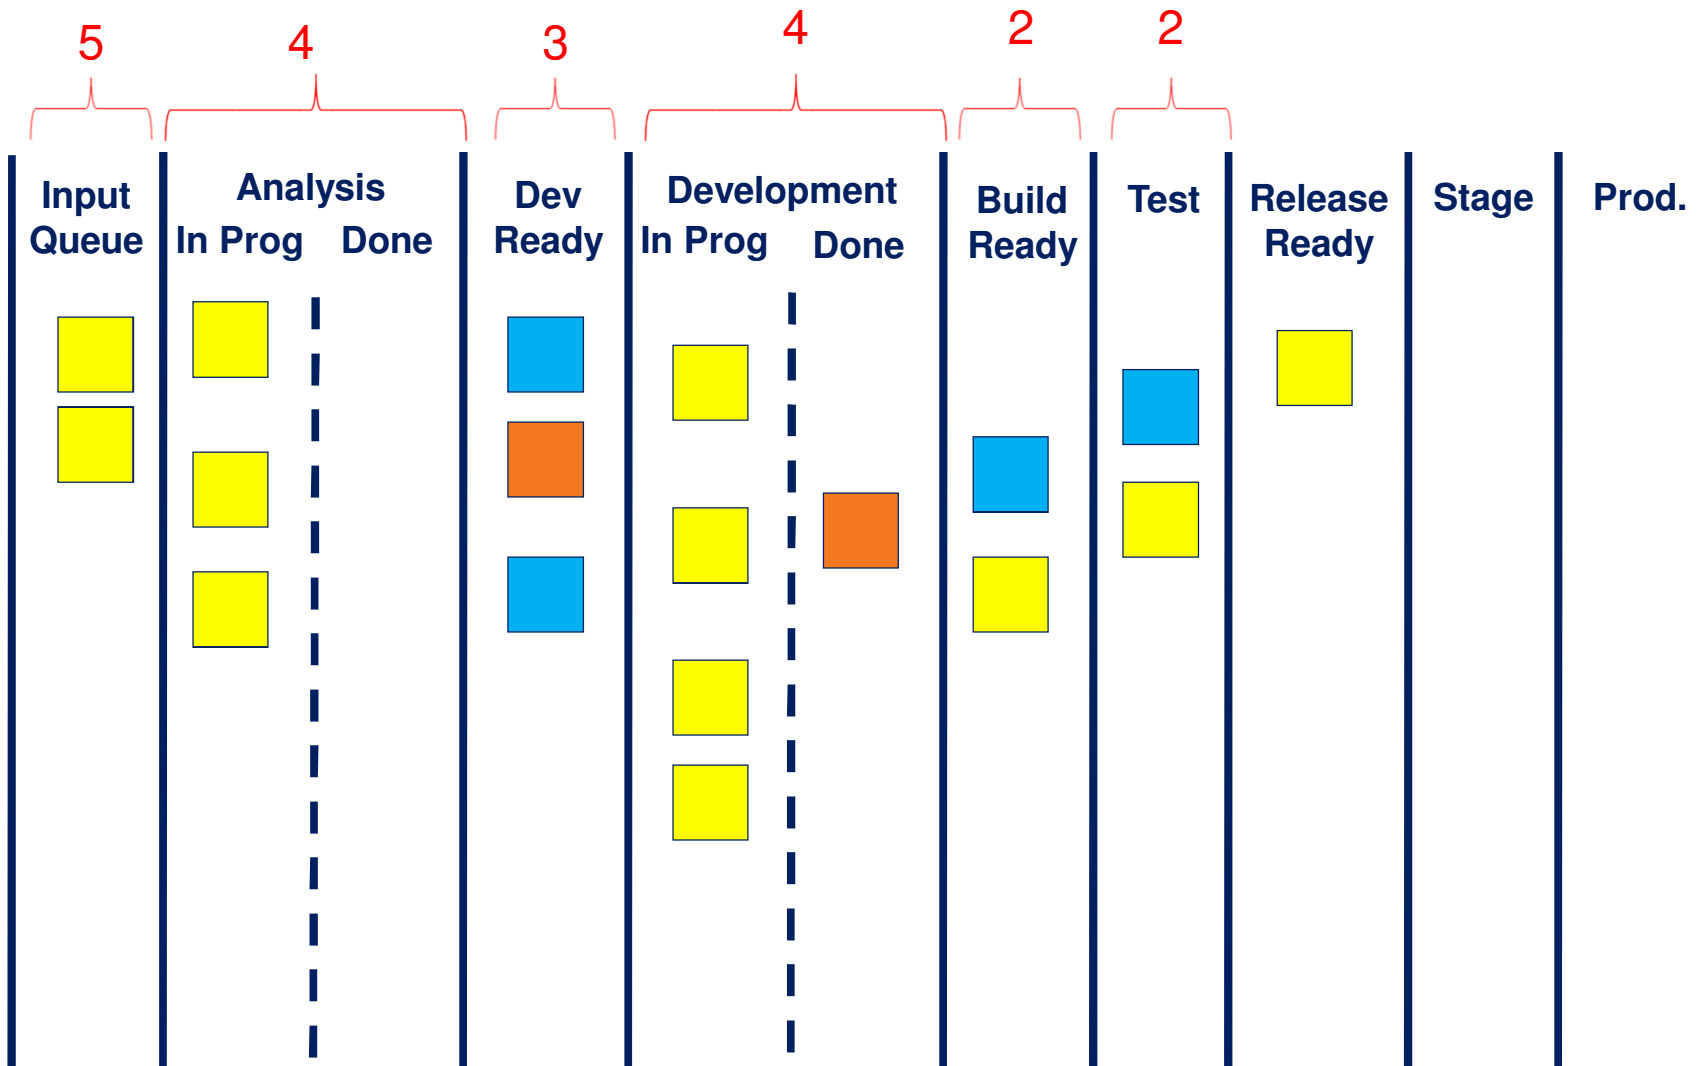 5 4 3 4 2 2
Input Queue
Analysis
In Prog Done
Dev Ready
Development
In Prog Done
Build Ready
Test
Release Ready
Stage
Prod.